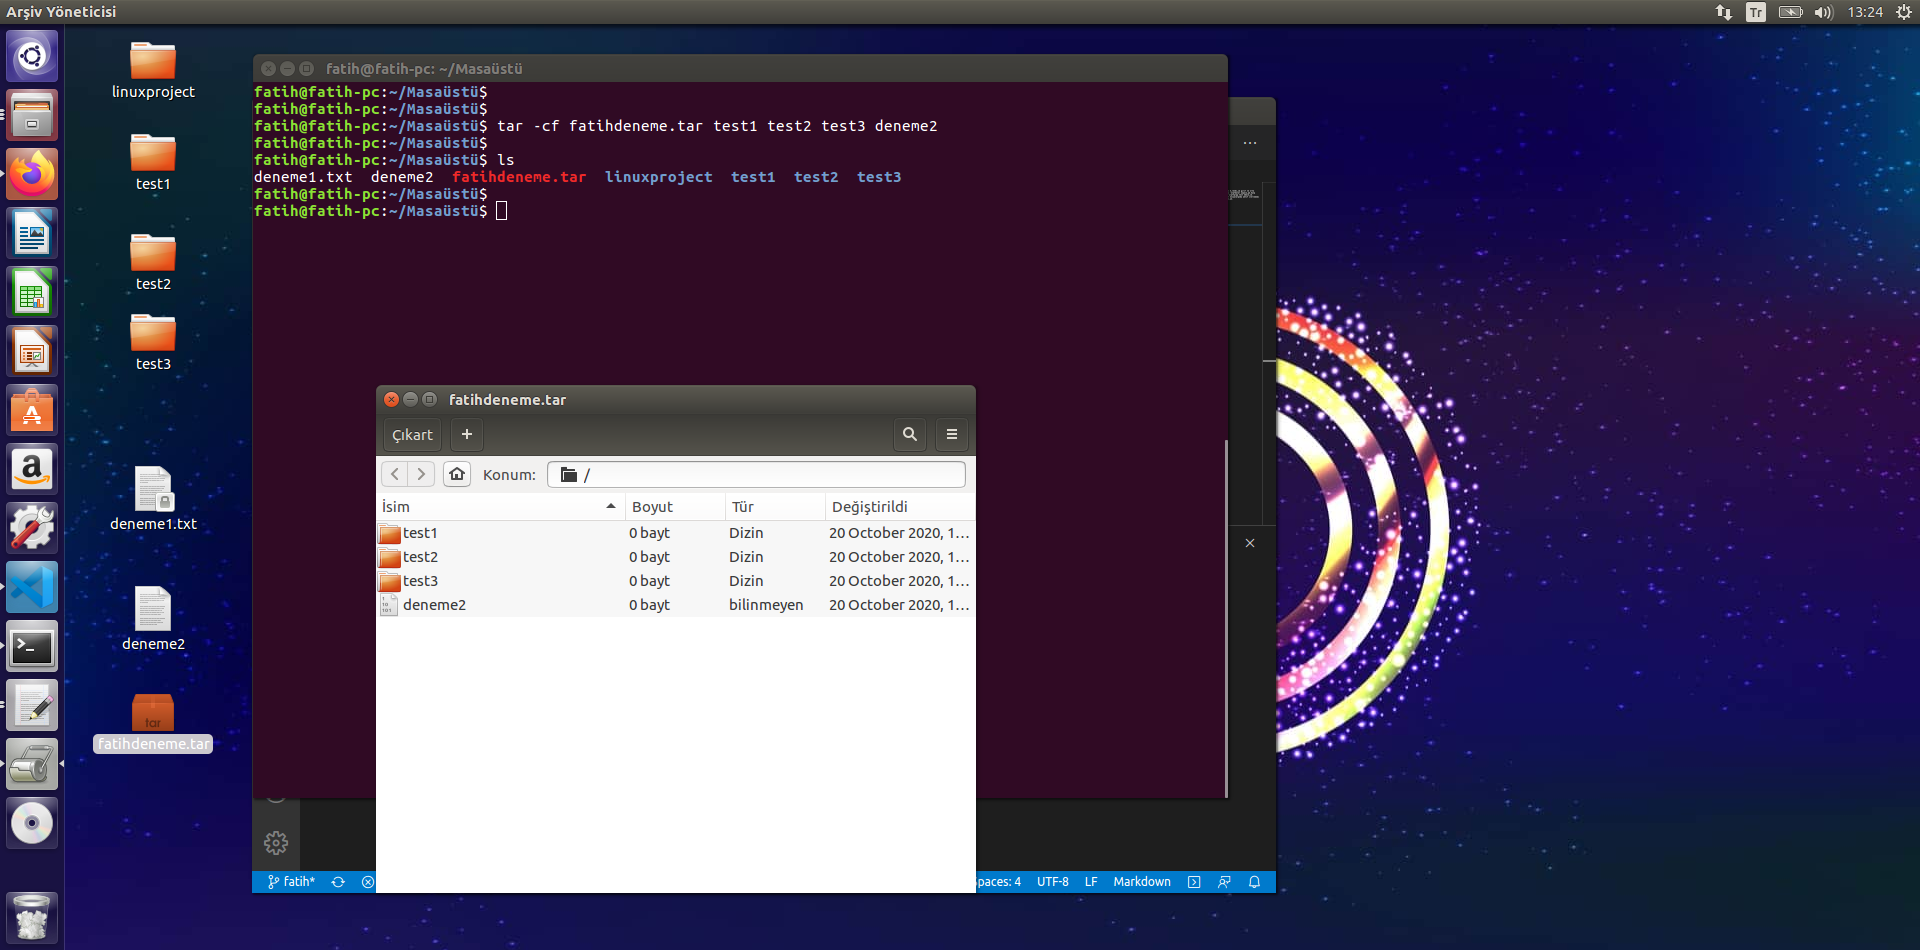 Arşiv Yöneticisi
Tr
13:24
linuxproject
test1
test2
test3
deneme1.txt
deneme2
tar
fatihdeneme.tar
fatih@fatih-pc: ~/Masaüstü
fatih@fatih-pc:~/Masaüstü$
fatih@fatih-pc:~/Masaüstü$
fatih@fatih-pc:~/Masaüstü$ tar -cf fatihdeneme.tar test1 test2 test3 deneme2
fatih@fatih-pc:~/Masaüstü$
fatih@fatih-pc:~/Masaüstü$ ls
deneme1.txt deneme2 fatihdeneme.tar linuxproject test1 test2 test3
fatih@fatih-pc:~/Masaüstü$
fatih@fatih-pc:~/Masaüstü$
fatihdeneme.tar
Çıkart
Konum: /
İsim Boyut Tür Değiştirildi
test1 0 bayt Dizin 20 October 2020, 1…
test2 0 bayt Dizin 20 October 2020, 1…
test3 0 bayt Dizin 20 October 2020, 1…
deneme2 0 bayt bilinmeyen 20 October 2020, 1…
fatih* paces: 4 UTF-8 LF Markdown